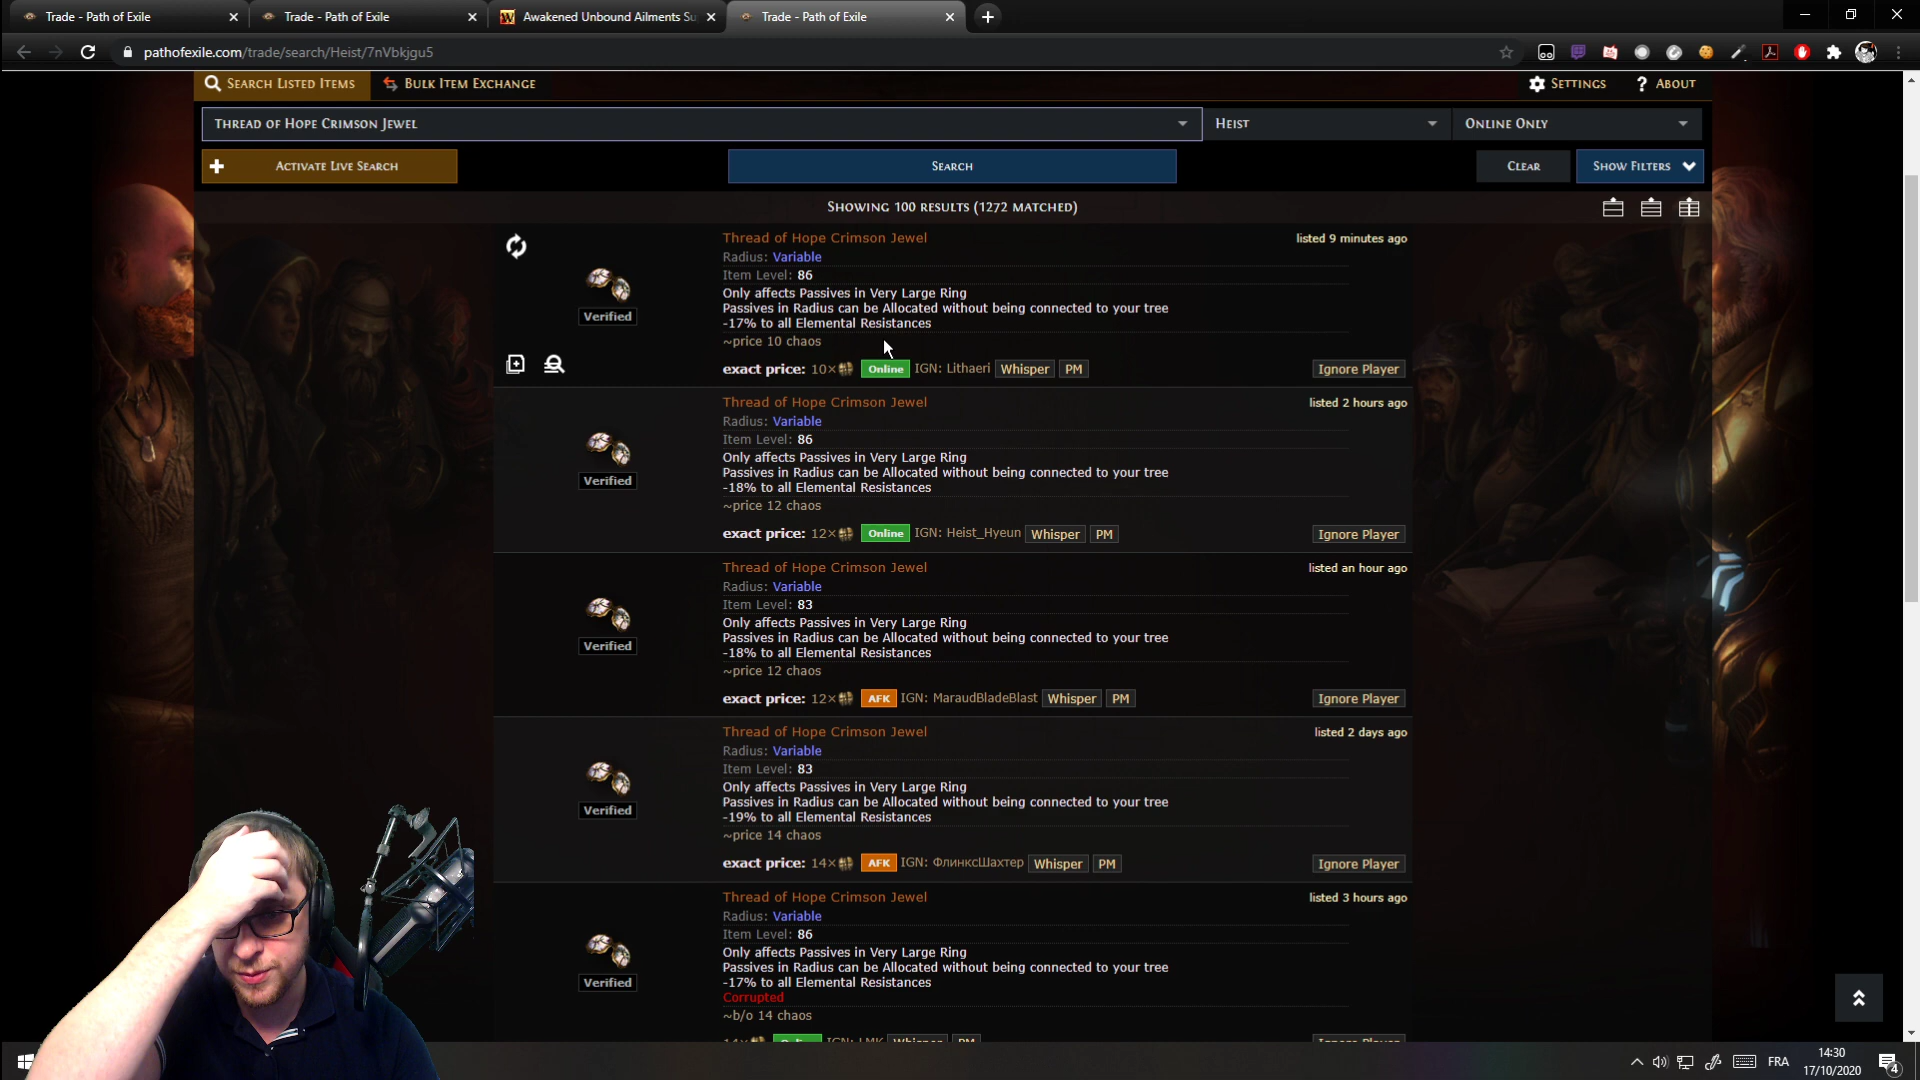 Trade - Path of Exile
Trade - Path of Exile
Awakened Unbound Ailments Su
Trade - Path of Exile
pathofexile.com/trade/search/Heist/7nVbkjgu5
Search Listed Items
Bulk Item Exchange
Settings
? About
Thread of Hope Crimson Jewel
Heist
Online Only
Activate Live Search
Search
Clear
Show Filters
Showing 100 results (1272 matched)
Thread of Hope Crimson Jewel
listed 9 minutes ago
Radius: Variable
Item Level: 86
Only affects Passives in Very Large Ring
Passives in Radius can be Allocated without being connected to your tree
-17% to all Elemental Resistances
~price 10 chaos
Verified
exact price: 10× Online IGN: Lithaeri Whisper PM
Ignore Player
Thread of Hope Crimson Jewel
listed 2 hours ago
Radius: Variable
Item Level: 86
Only affects Passives in Very Large Ring
Passives in Radius can be Allocated without being connected to your tree
-18% to all Elemental Resistances
~price 12 chaos
Verified
exact price: 12× Online IGN: Heist_Hyeun Whisper PM
Ignore Player
Thread of Hope Crimson Jewel
listed an hour ago
Radius: Variable
Item Level: 83
Only affects Passives in Very Large Ring
Passives in Radius can be Allocated without being connected to your tree
-18% to all Elemental Resistances
~price 12 chaos
Verified
exact price: 12× AFK IGN: MaraudBladeBlast Whisper PM
Ignore Player
Thread of Hope Crimson Jewel
listed 2 days ago
Radius: Variable
Item Level: 83
Only affects Passives in Very Large Ring
Passives in Radius can be Allocated without being connected to your tree
-19% to all Elemental Resistances
~price 14 chaos
Verified
exact price: 14× AFK IGN: ФлинксШахтер Whisper PM
Ignore Player
Thread of Hope Crimson Jewel
listed 3 hours ago
Radius: Variable
Item Level: 86
Only affects Passives in Very Large Ring
Passives in Radius can be Allocated without being connected to your tree
-17% to all Elemental Resistances
Corrupted
~b/o 14 chaos
Verified
FRA
14:30
17/10/2020
4